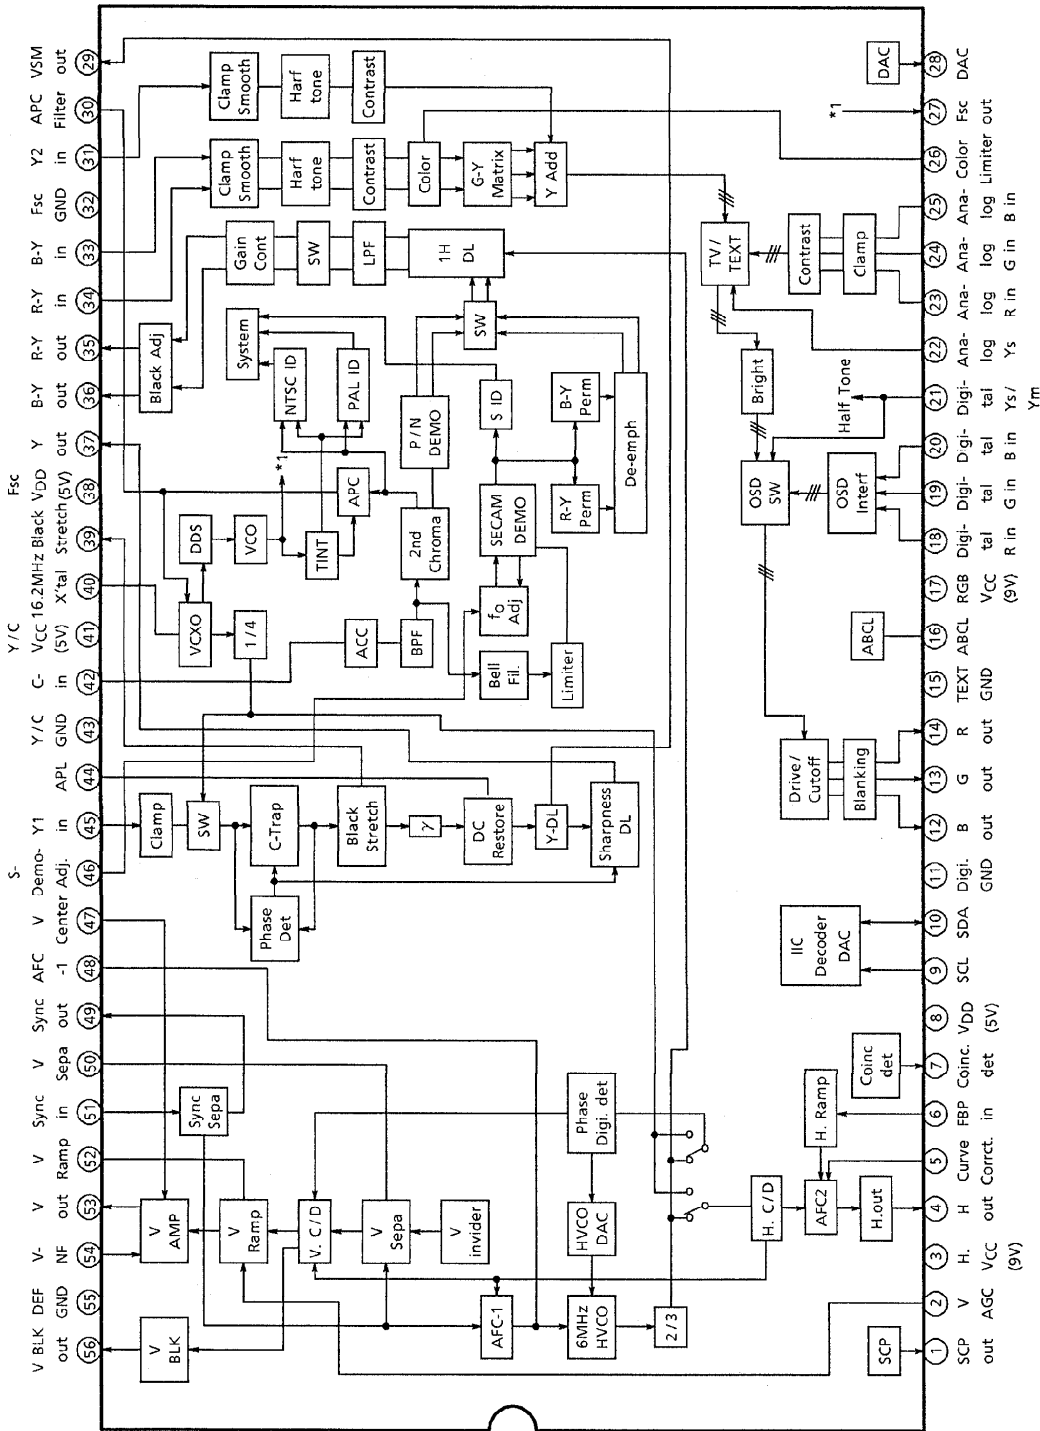 V BLK
out
56
DEF
GND
55
V-
NF
54
V
out
53
V
Ramp
52
Sync
in
51
V
Sepa
50
Sync
out
49
AFC
-1
48
V
Center
47
S-
Demo-
Adj.
46
Y1
in
45
APL
44
Y/C
GND
43
C-
in
42
Y/C
VCC
(5V)
41
16.2MHz
X'tal
40
Black
Stretch
39
Fsc
VDD
(5V)
38
Y
out
37
B-Y
out
36
R-Y
out
35
R-Y
in
34
B-Y
in
33
Fsc
GND
32
Y2
in
31
APC
Filter
30
VSM
out
29
V
BLK
V
AMP
Sync
Sepa
V
Ramp
V. C/D
V
Sepa
V
invider
AFC-1
6MHz
HVCO
HVCO
DAC
Phase
Digi. det
2/3
Clamp
SW
C-Trap
Phase
Det
Black
Stretch
γ
DC
Restore
Y-DL
Sharpness
DL
VCXO
DDS
1/4
VCO
*1
TINT
APC
ACC
BPF
2nd
Chroma
P/N
DEMO
Bell
Fil.
Limiter
fo
Adj
SECAM
DEMO
S ID
R-Y
Perm
B-Y
Perm
De-emph
Black Adj
System
NTSC ID
PAL ID
SW
Gain
Cont
SW
LPF
1H
DL
Clamp
Smooth
Harf
tone
Contrast
Color
G-Y
Matrix
Y Add
Clamp
Smooth
Harf
tone
Contrast
H. C/D
AFC2
H. Ramp
H.out
Coinc
det
SCP
IIC
Decoder
DAC
Drive/
Cutoff
Blanking
ABCL
OSD
SW
OSD
Interf
Bright
Half Tone
TV/
TEXT
Contrast
Clamp
*1
DAC
1
SCP
out
2
V
AGC
3
H.
VCC
(9V)
4
H
out
5
Curve
Corrct.
6
FBP
in
7
Coinc.
det
8
VDD
(5V)
9
SCL
10
SDA
11
Digi.
GND
12
B
out
13
G
out
14
R
out
15
TEXT
GND
16
ABCL
17
RGB
VCC
(9V)
18
Digi-
tal
R in
19
Digi-
tal
G in
20
Digi-
tal
B in
21
Digi-
tal
Ys/
Ym
22
Ana-
log
Ys
23
Ana-
log
R in
24
Ana-
log
G in
25
Ana-
log
B in
26
Color
Limiter
27
Fsc
out
28
DAC